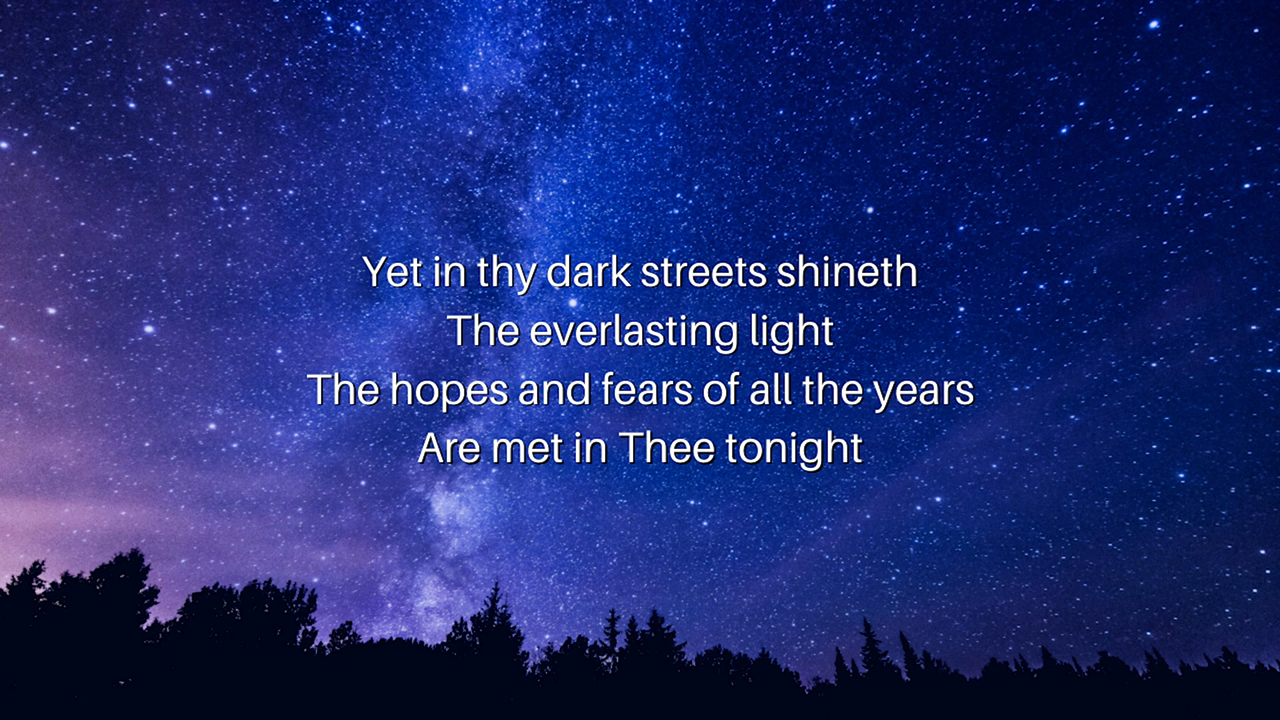 Yet in thy dark streets shineth
The everlasting light
The hopes and fears of all the years
Are met in Thee tonight